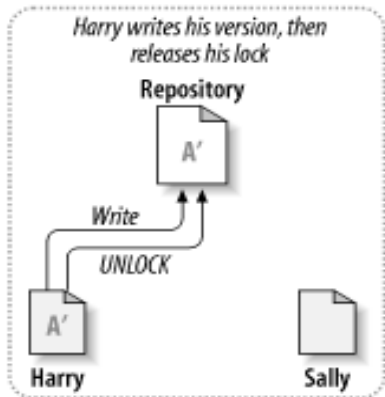 Harry writes his version, then
releases his lock
Repository
A′
Write
UNLOCK
A′
Harry
Sally